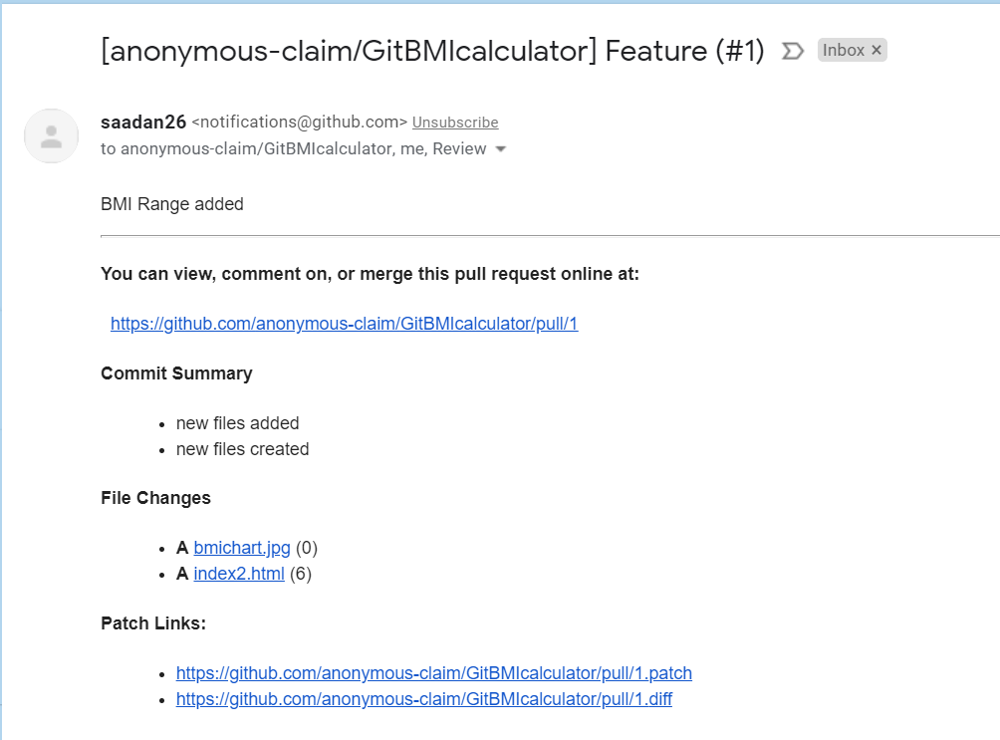 [anonymous-claim/GitBMIcalculator] Feature (#1) Inbox ×
saadan26 <notifications@github.com> Unsubscribe
to anonymous-claim/GitBMIcalculator, me, Review
BMI Range added
You can view, comment on, or merge this pull request online at:
https://github.com/anonymous-claim/GitBMIcalculator/pull/1
Commit Summary
• new files added
• new files created
File Changes
• A bmichart.jpg (0)
• A index2.html (6)
Patch Links:
• https://github.com/anonymous-claim/GitBMIcalculator/pull/1.patch
• https://github.com/anonymous-claim/GitBMIcalculator/pull/1.diff